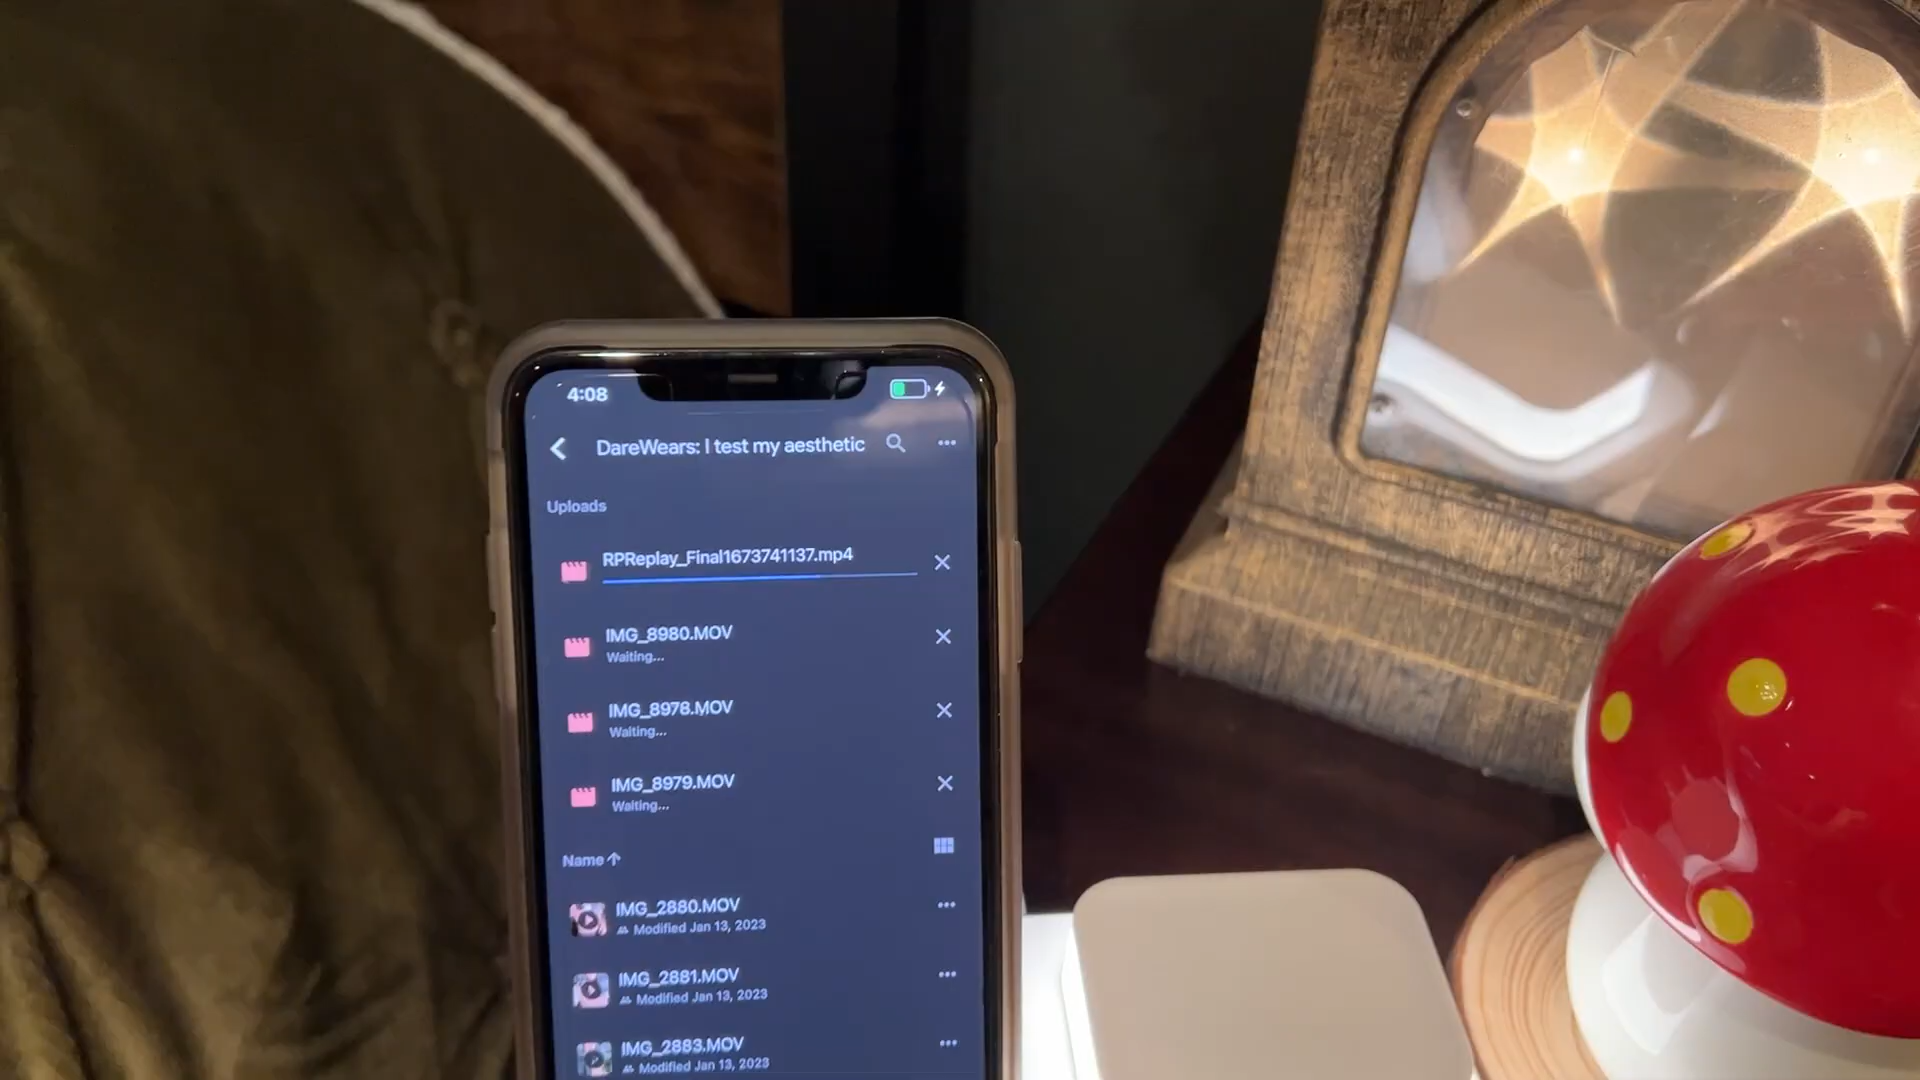 4:08
DareWears: I test my aesthetic
Uploads
RPReplay_Final1673741137.mp4
IMG_8980.MOV
Waiting...
IMG_8978.MOV
Waiting...
IMG_8979.MOV
Waiting...
Name
IMG_2880.MOV
Modified Jan 13, 2023
IMG_2881.MOV
Modified Jan 13, 2023
IMG_2883.MOV
Modified Jan 13, 2023